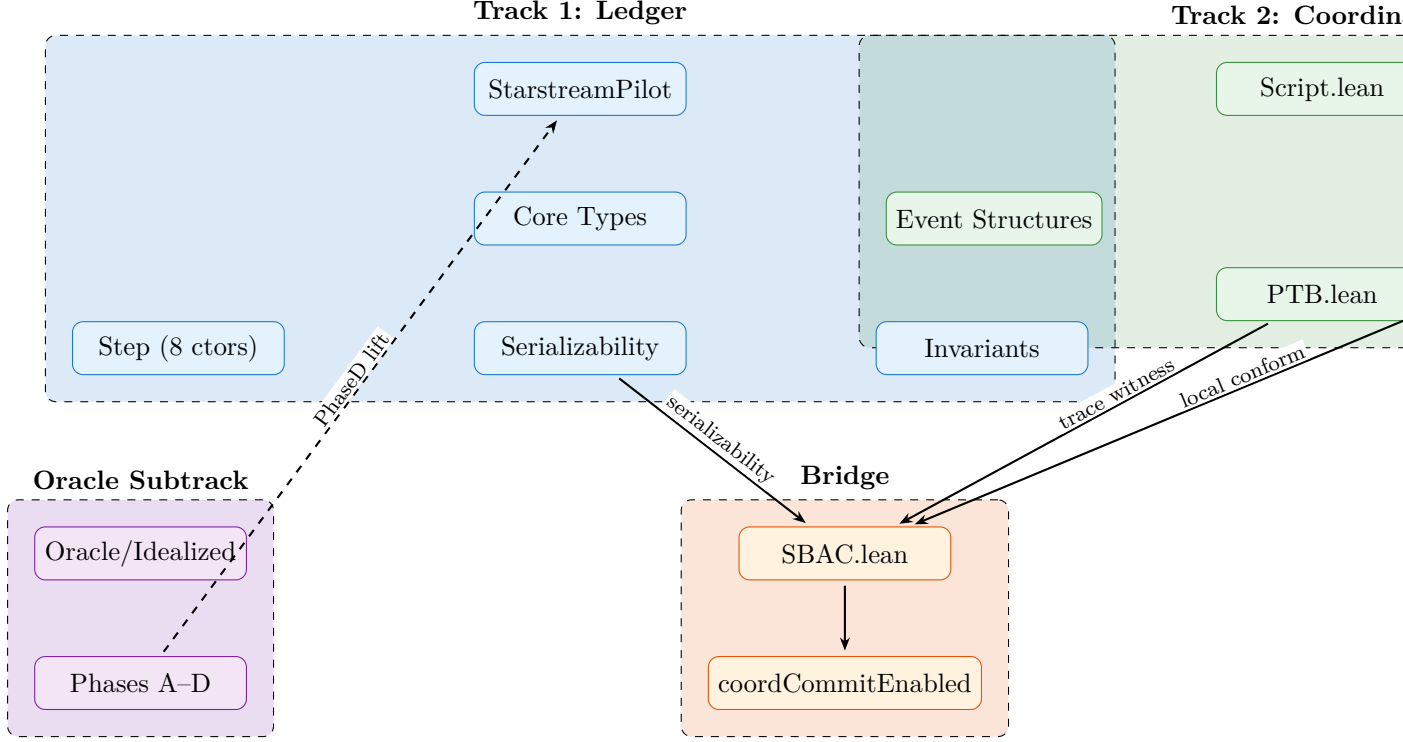 Track 1: Ledger
Track 2: Coordina
StarstreamPilot
Script.lean
Core Types
Event Structures
PTB.lean
Step (8 ctors)
Serializability
Invariants
PhaseD lift
serializability
trace witness
local conform
Oracle Subtrack
Bridge
Oracle/Idealized
SBAC.lean
Phases A–D
coordCommitEnabled